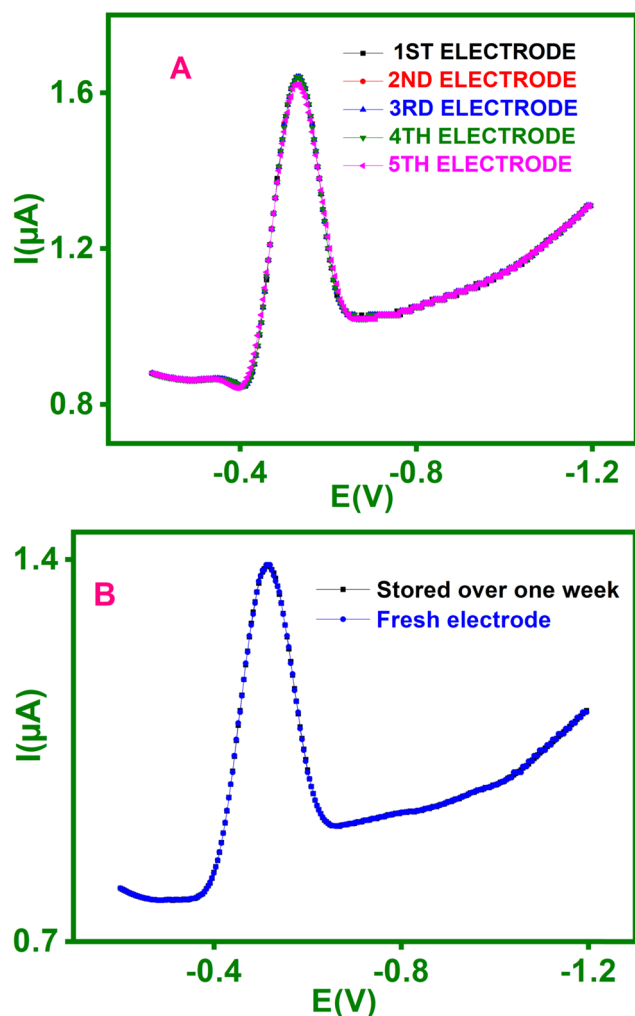 A
1ST ELECTRODE
2ND ELECTRODE
3RD ELECTRODE
4TH ELECTRODE
5TH ELECTRODE
1.6
1.2
0.8
I(µA)
-0.4
-0.8
-1.2
E(V)
B
Stored over one week
Fresh electrode
1.4
0.7
I(µA)
-0.4
-0.8
-1.2
E(V)